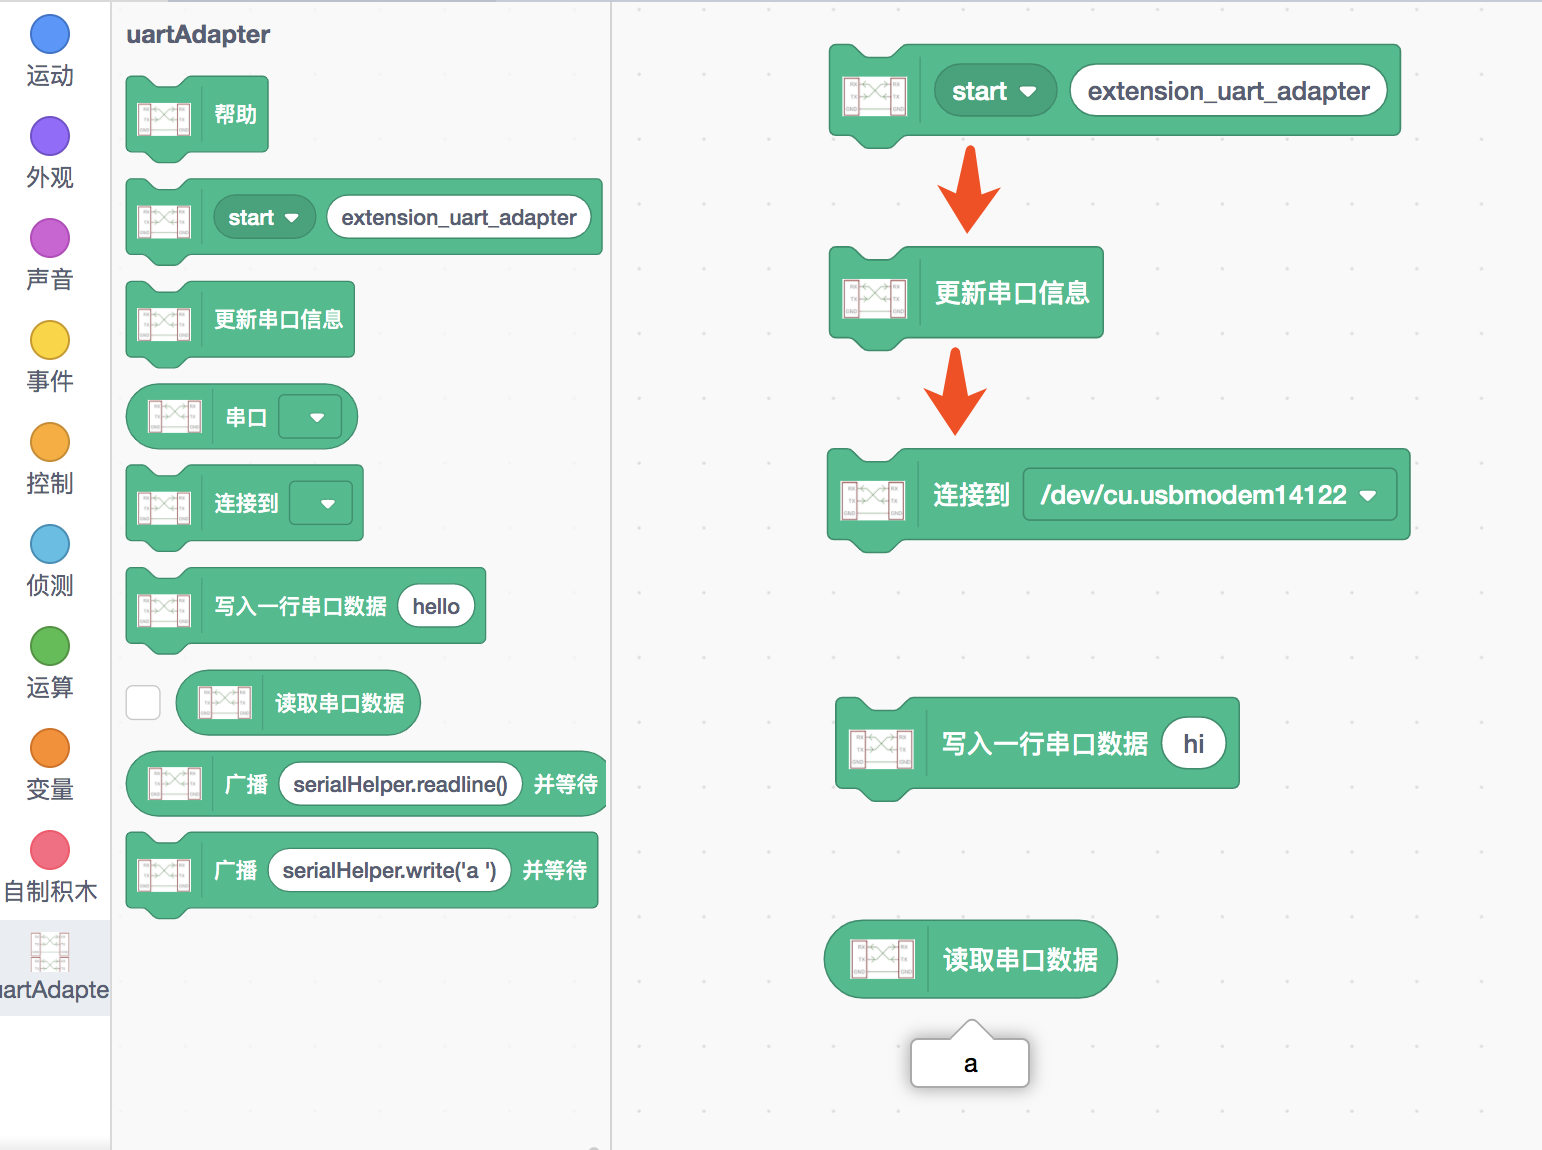 运动
外观
声音
事件
控制
侦测
运算
变量
自制积木
uartAdapte
uartAdapter
帮助
start extension_uart_adapter
更新串口信息
串口
连接到
写入一行串口数据 hello
读取串口数据
广播 serialHelper.readline() 并等待
广播 serialHelper.write('a ') 并等待
start extension_uart_adapter
更新串口信息
连接到 /dev/cu.usbmodem14122
写入一行串口数据 hi
读取串口数据
a